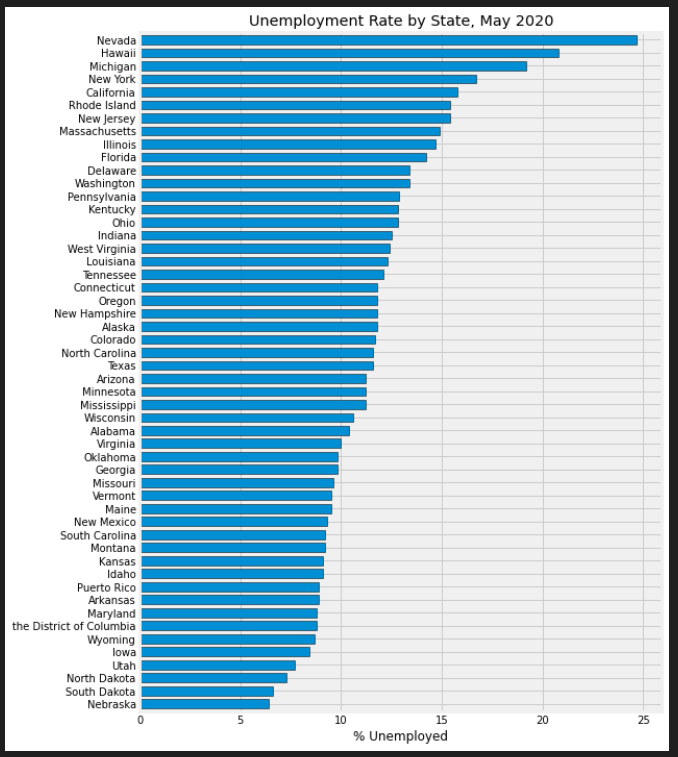 Unemployment Rate by State, May 2020
Nevada
Hawaii
Michigan
New York
California
Rhode Island
New Jersey
Massachusetts
Illinois
Florida
Delaware
Washington
Pennsylvania
Kentucky
Ohio
Indiana
West Virginia
Louisiana
Tennessee
Connecticut
Oregon
New Hampshire
Alaska
Colorado
North Carolina
Texas
Arizona
Minnesota
Mississippi
Wisconsin
Alabama
Virginia
Oklahoma
Georgia
Missouri
Vermont
Maine
New Mexico
South Carolina
Montana
Kansas
Idaho
Puerto Rico
Arkansas
Maryland
the District of Columbia
Wyoming
Iowa
Utah
North Dakota
South Dakota
Nebraska
0 5 10 15 20 25
% Unemployed